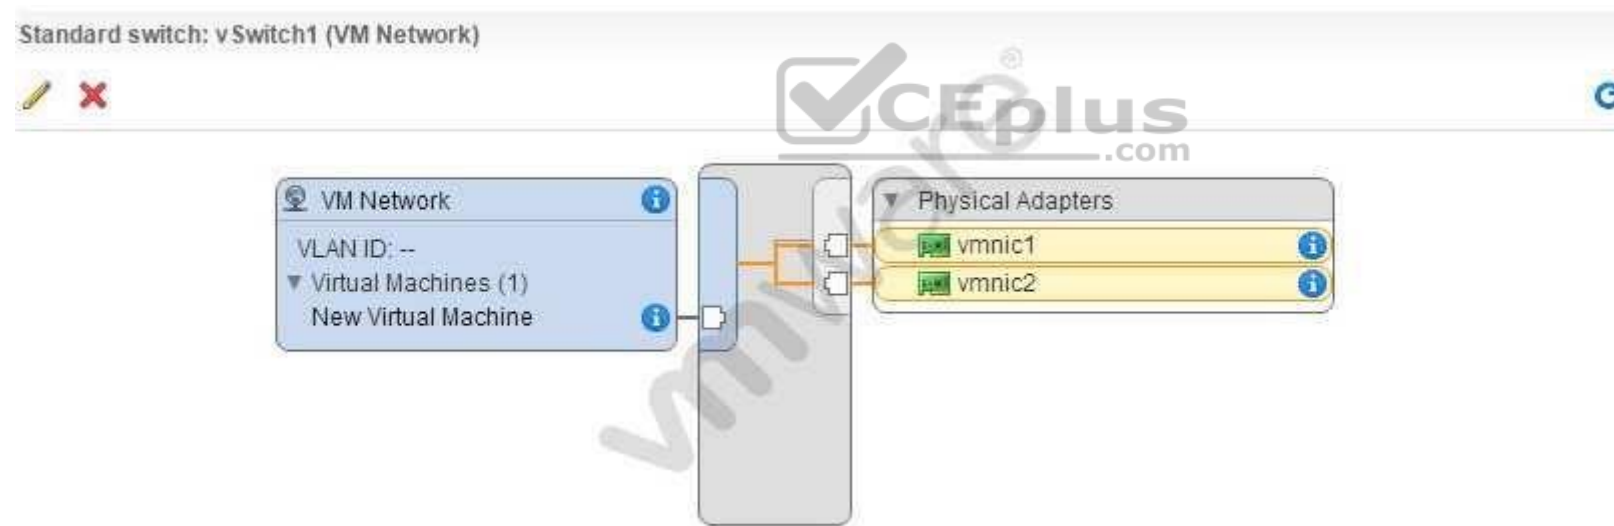 Standard switch: vSwitch1 (VM Network)
VCEplus
.com
vmware®
VM Network
VLAN ID: --
Virtual Machines (1)
New Virtual Machine
Physical Adapters
vmnic1
vmnic2